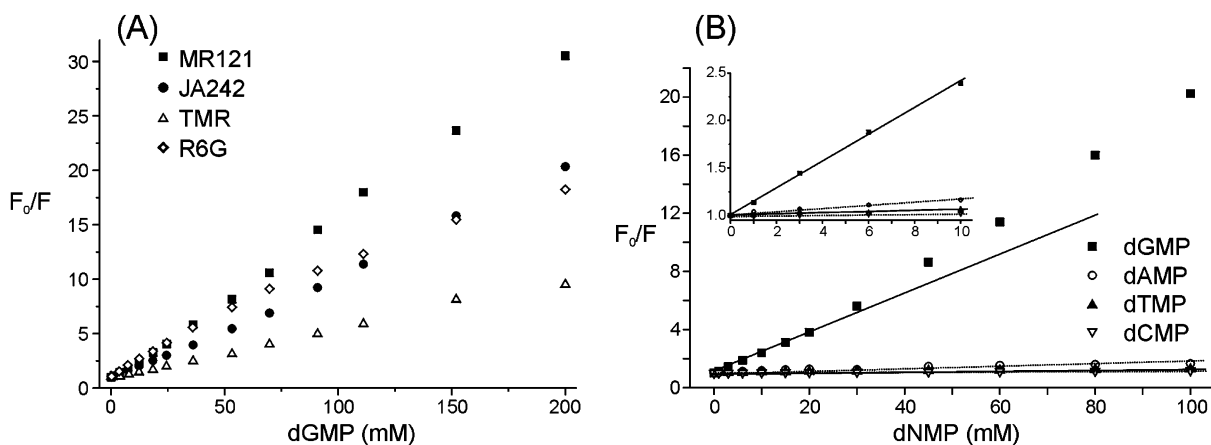 (A)
MR121
JA242
TMR
R6G
30
25
20
15
10
5
0
F₀/F
0 50 100 150 200
dGMP (mM)
(B)
20
16
12
8
4
0
F₀/F
2.5
2.0
1.5
1.0
0 2 4 6 8 10
dGMP
dAMP
dTMP
dCMP
0 20 40 60 80 100
dNMP (mM)